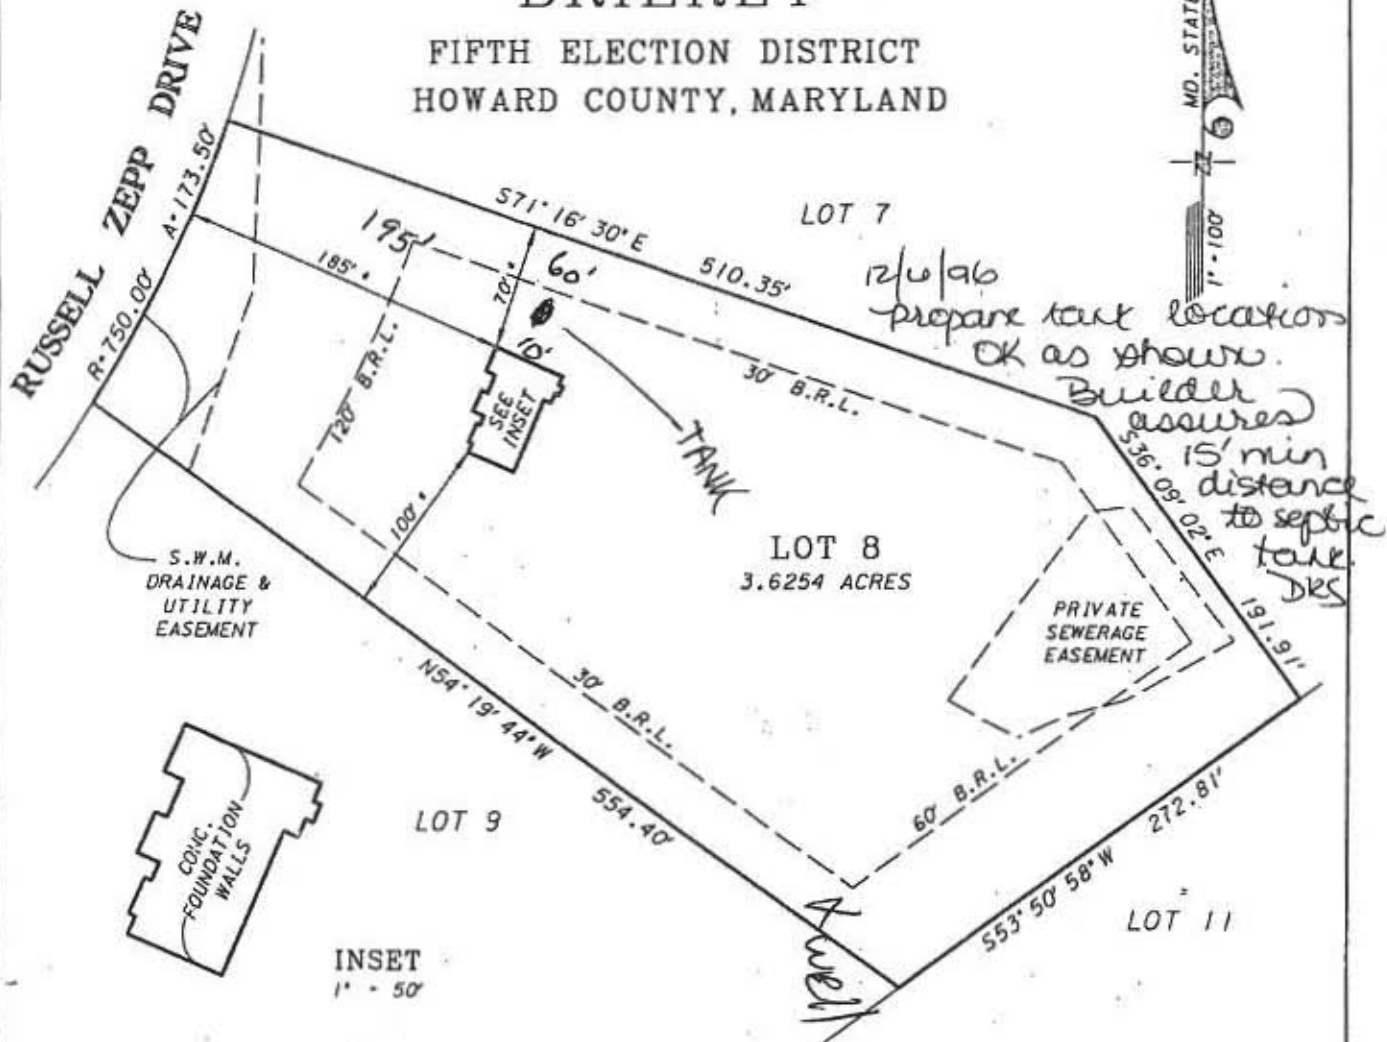 FIFTH ELECTION DISTRICT
HOWARD COUNTY, MARYLAND
MD. STATE
1" = 100'
RUSSELL ZEPP DRIVE
A=173.50'
R=750.00'
S71° 16' 30" E
510.35'
LOT 7
195'
185' ±
60'
70' ±
10'
TANK
120' B.R.L.
30' B.R.L.
SEE
INSET
100' ±
12/6/96
propane tank locations
OK as shown.
Builder
assures
15' min
distance
to septic
tank.
DKS
S36° 09' 02" E
191.91'
LOT 8
3.6254 ACRES
PRIVATE
SEWERAGE
EASEMENT
S.W.M.
DRAINAGE &
UTILITY
EASEMENT
N54° 19' 44" W
554.40'
30' B.R.L.
60' B.R.L.
S53° 50' 58" W
272.81'
LOT 9
LOT 11
well
CONC.
FOUNDATION
WALLS
INSET
1" = 50'